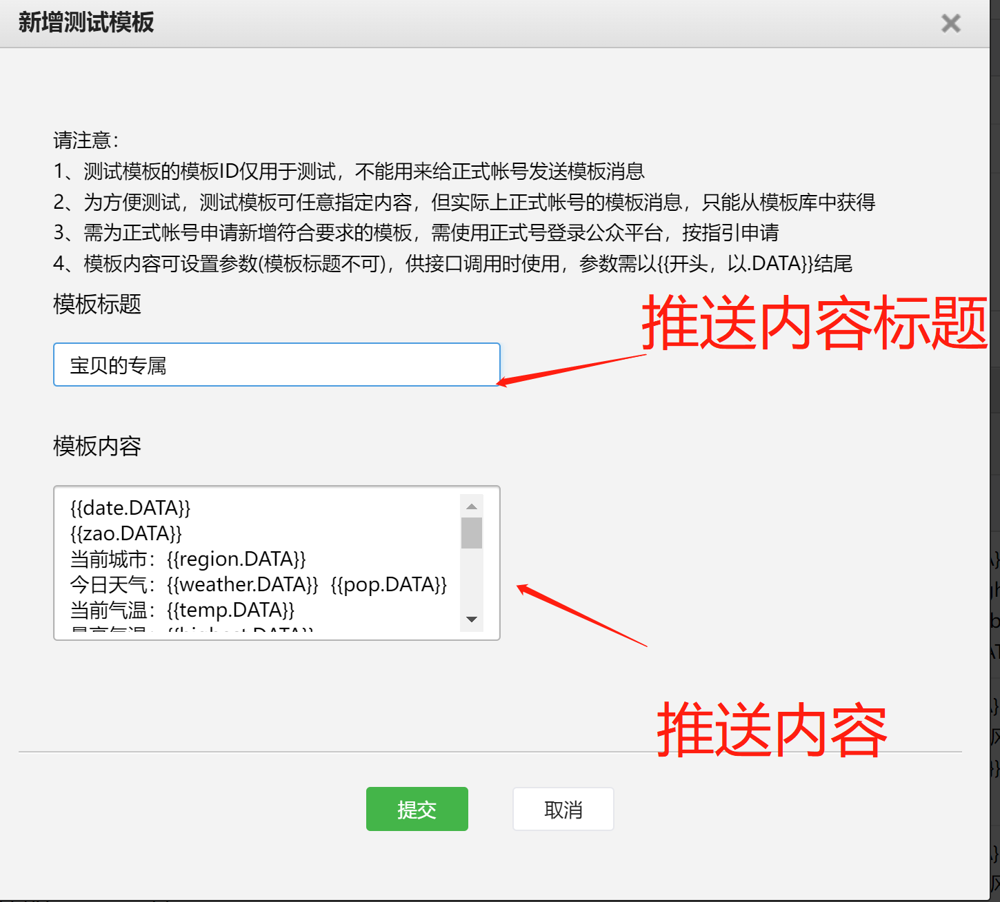 新增测试模板
请注意：
1、测试模板的模板ID仅用于测试，不能用来给正式帐号发送模板消息
2、为方便测试，测试模板可任意指定内容，但实际上正式帐号的模板消息，只能从模板库中获得
3、需为正式帐号申请新增符合要求的模板，需使用正式号登录公众平台，按指引申请
4、模板内容可设置参数(模板标题不可)，供接口调用时使用，参数需以{{开头，以.DATA}}结尾
模板标题
推送内容标题
宝贝的专属
模板内容
{{date.DATA}}
{{zao.DATA}}
当前城市：{{region.DATA}}
今日天气：{{weather.DATA}} {{pop.DATA}}
当前气温：{{temp.DATA}}
最高气温：{{highest.DATA}}
推送内容
提交
取消